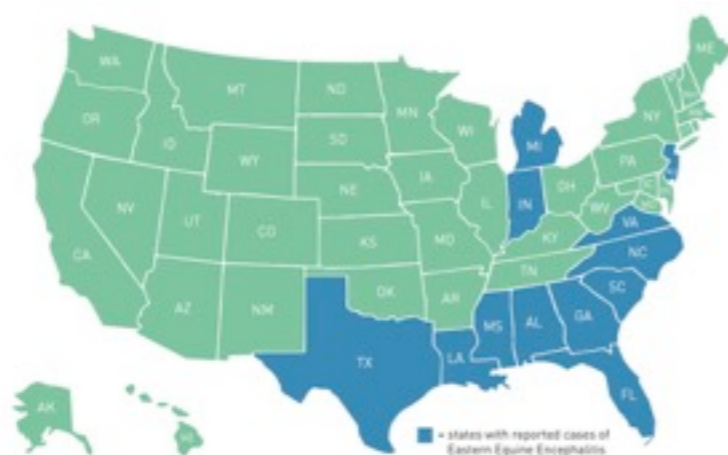 WA
MT
ND
MN
ME
OR
ID
SD
WI
NY
WY
MI
IA
PA
NE
NV
UT
IL
IN
OH
CO
WV
VA
CA
KS
MO
KY
NC
TN
AZ
NM
OK
AR
SC
MS
AL
GA
TX
LA
FL
AK
HI
= states with reported cases of
Eastern Equine Encephalitis